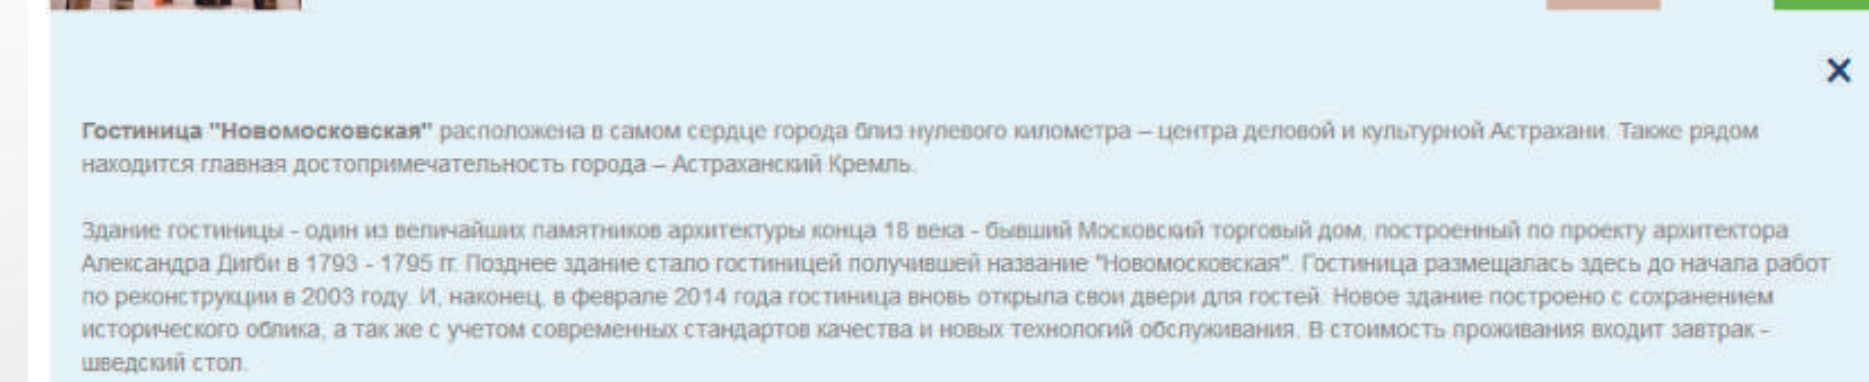 Гостиница "Новомосковская" расположена в самом сердце города близ нулевого километра – центра деловой и культурной Астрахани. Также рядом
находится главная достопримечательность города – Астраханский Кремль.
Здание гостиницы - один из величайших памятников архитектуры конца 18 века - бывший Московский торговый дом, построенный по проекту архитектора
Александра Дигби в 1793 - 1795 гг. Позднее здание стало гостиницей получившей название "Новомосковская". Гостиница размещалась здесь до начала работ
по реконструкции в 2003 году. И, наконец, в феврале 2014 года гостиница вновь открыла свои двери для гостей. Новое здание построено с сохранением
исторического облика, а так же с учетом современных стандартов качества и новых технологий обслуживания. В стоимость проживания входит завтрак -
шведский стол.